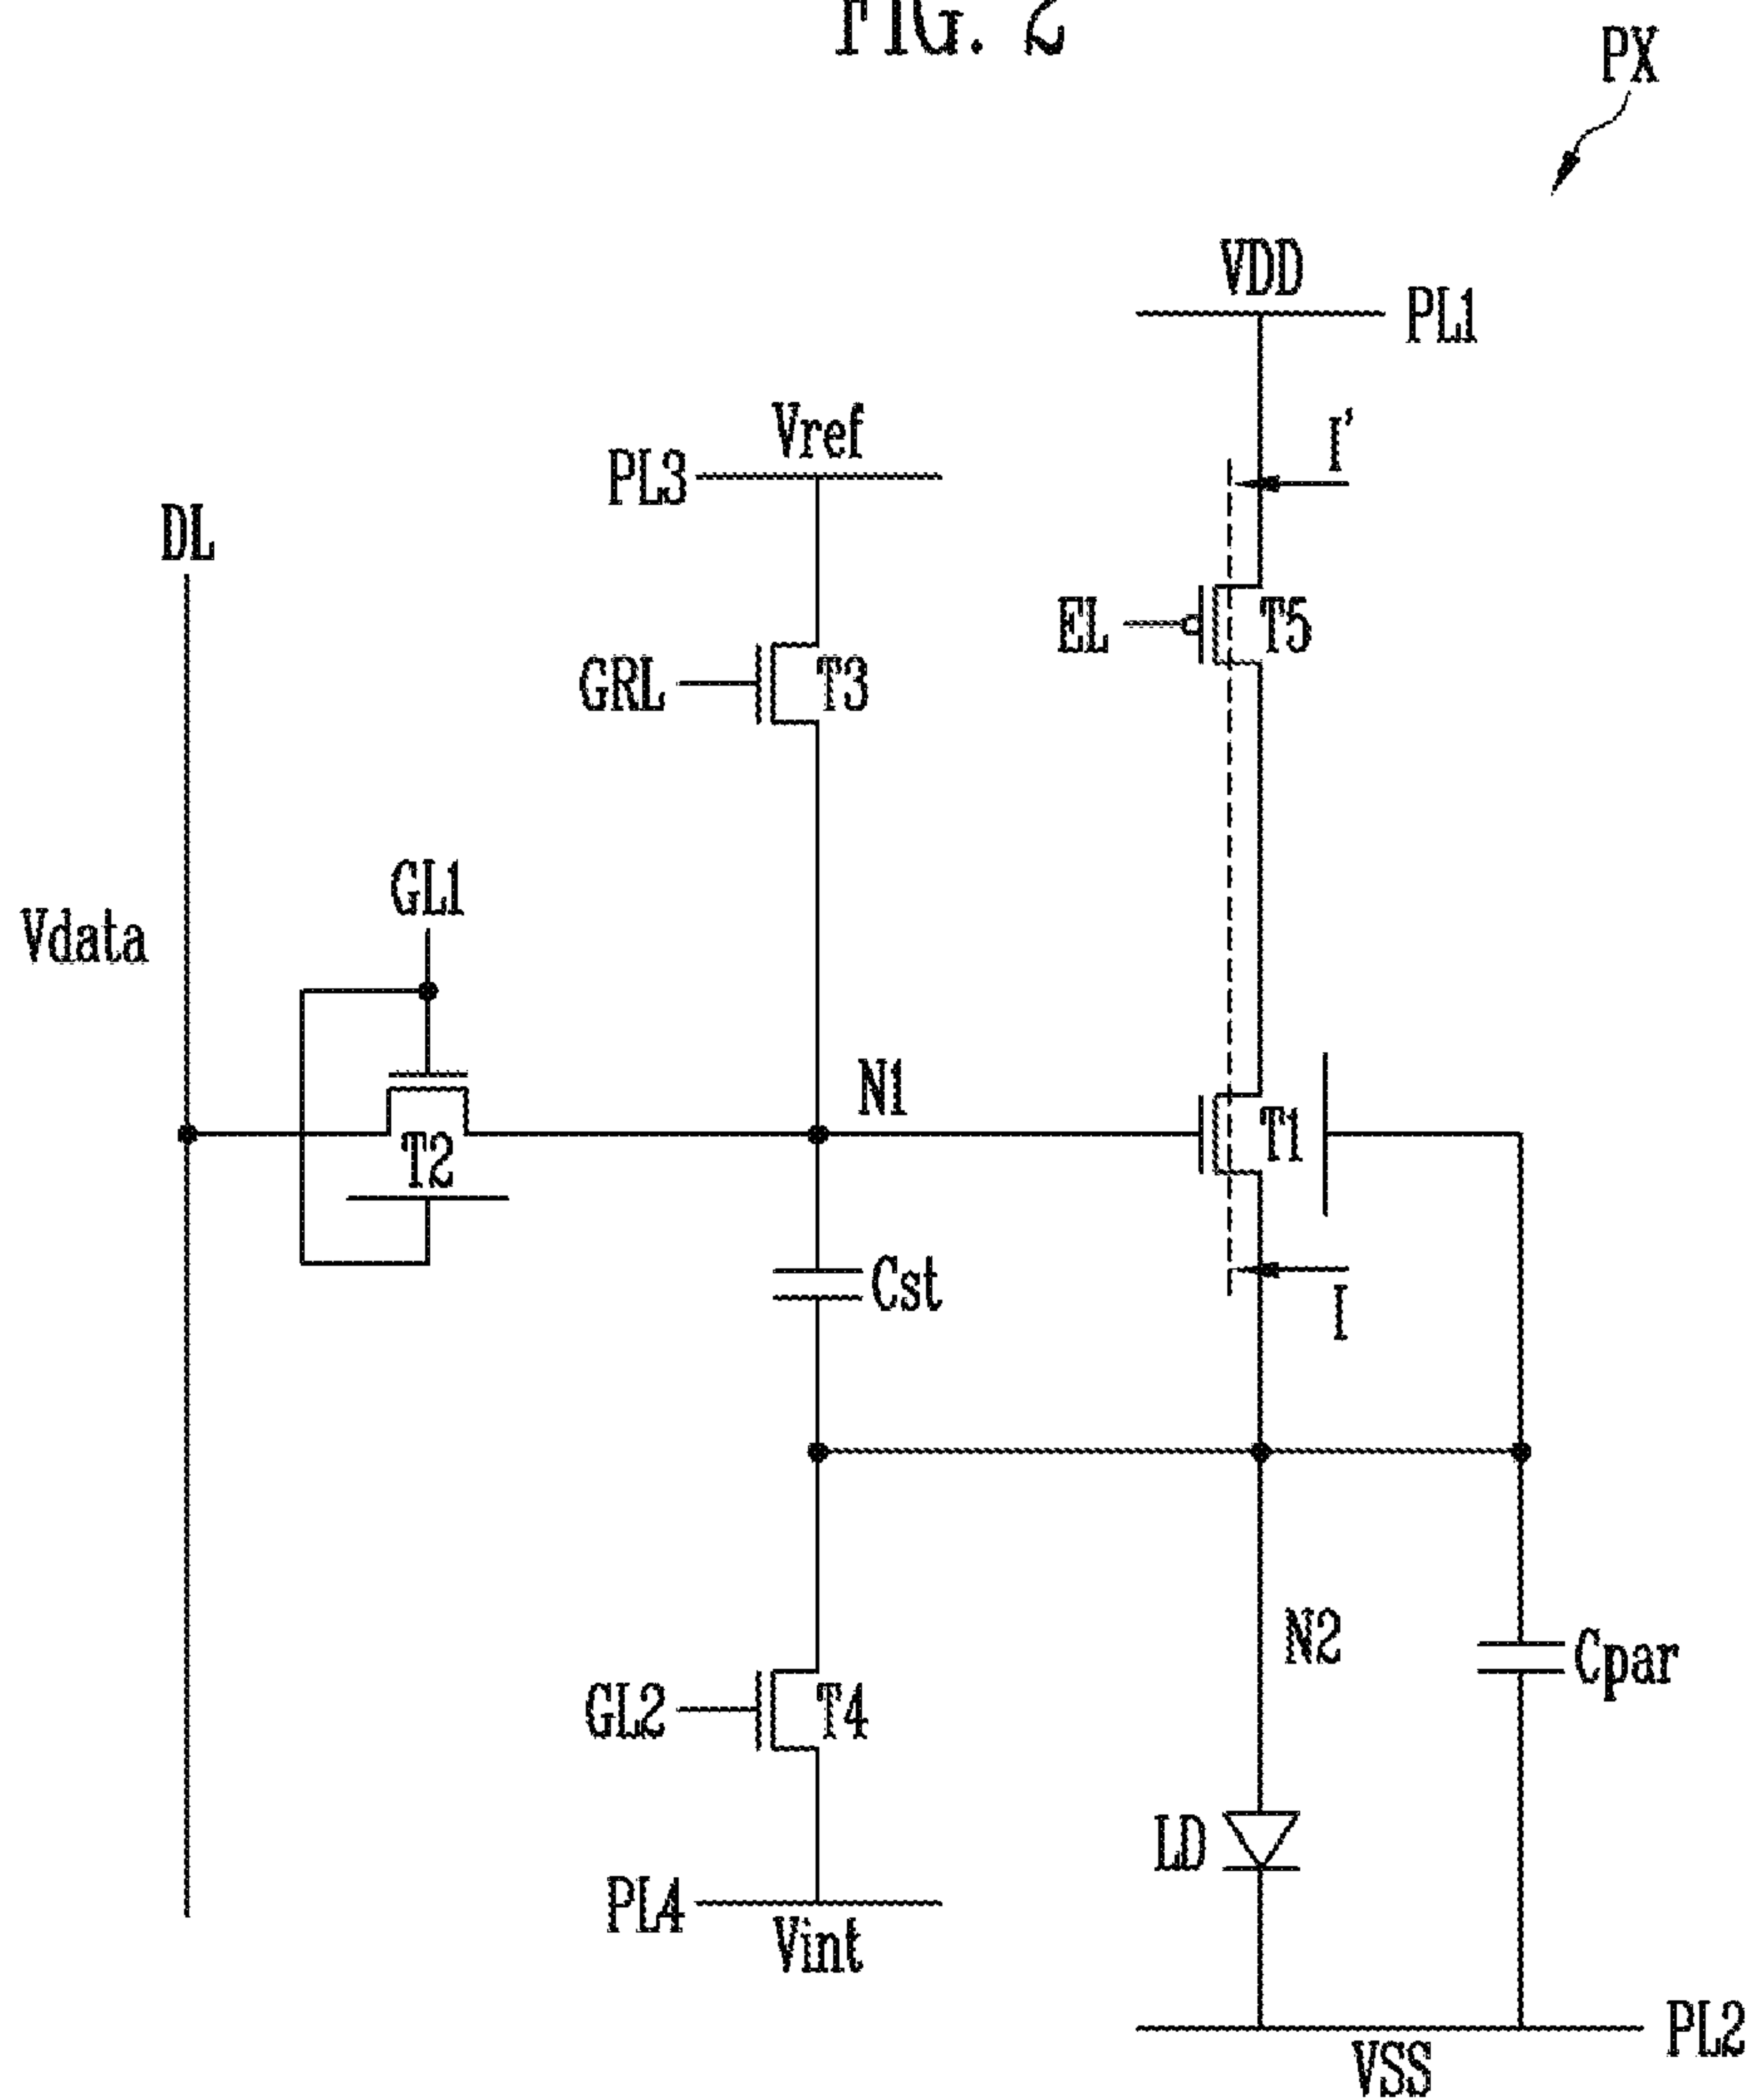 FIG. 2
PX
VDD
PL1
I'
Vref
PL3
DL
EL
T5
GRL
T3
GL1
Vdata
N1
T1
T2
Cst
I
N2
Cpar
GL2
T4
LD
PL4
Vint
PL2
VSS